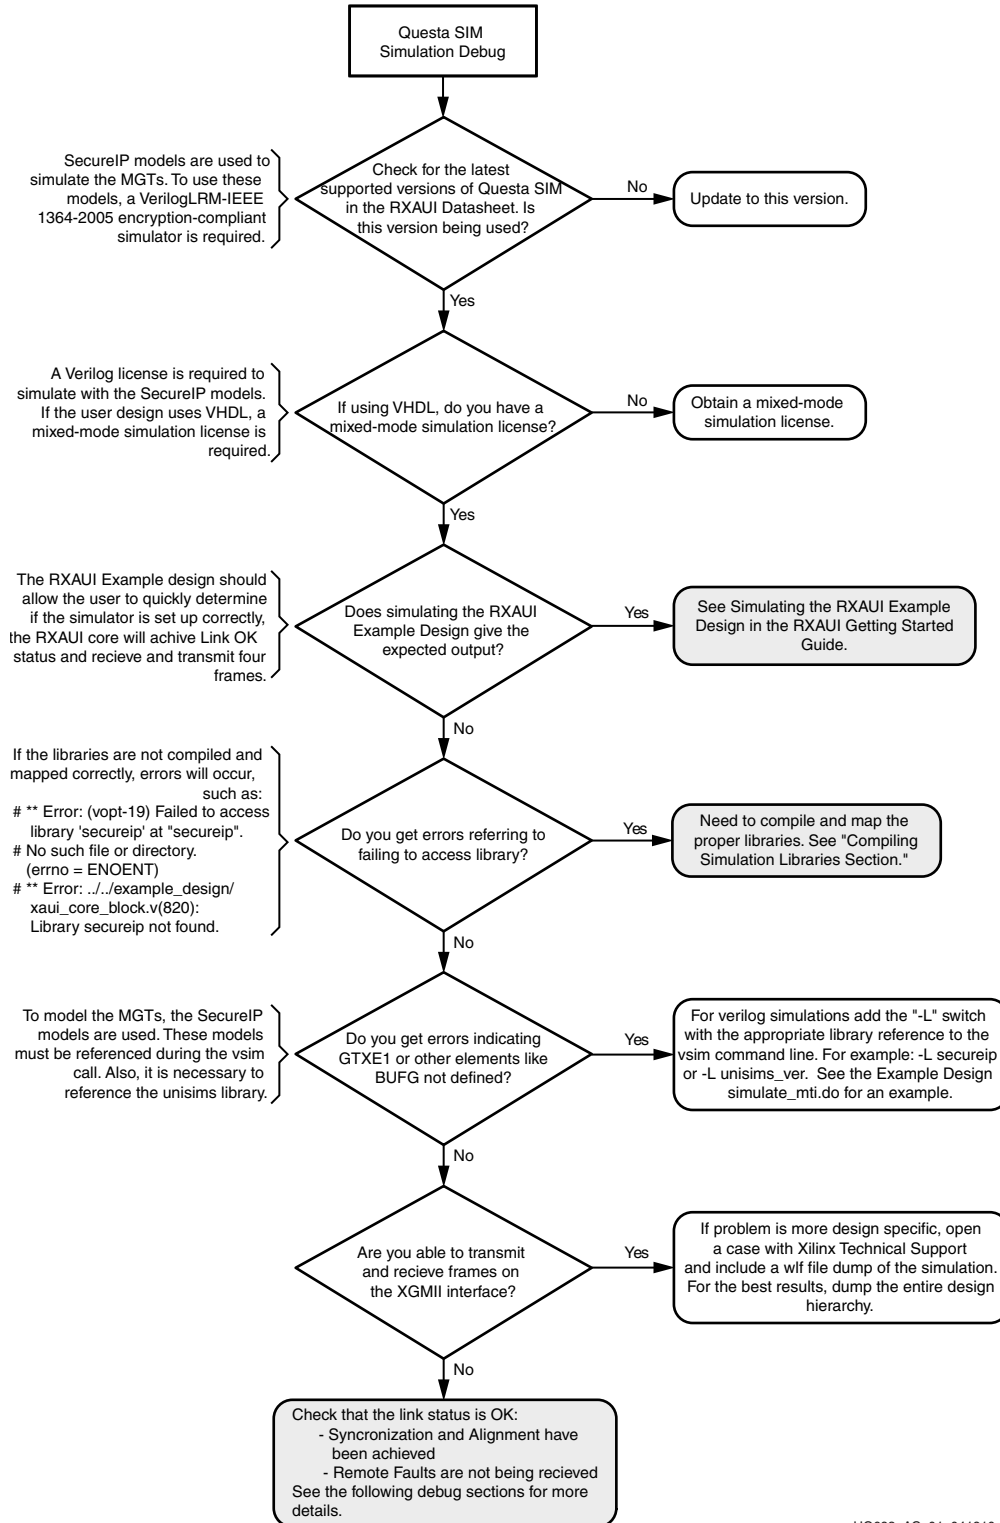 Questa SIM
Simulation Debug
SecureIP models are used to
simulate the MGTs. To use these
models, a VerilogLRM-IEEE
1364-2005 encryption-compliant
simulator is required.
Check for the latest
supported versions of Questa SIM
in the RXAUI Datasheet. Is
this version being used?
No
Update to this version.
Yes
A Verilog license is required to
simulate with the SecureIP models.
If the user design uses VHDL, a
mixed-mode simulation license is
required.
If using VHDL, do you have a
mixed-mode simulation license?
No
Obtain a mixed-mode
simulation license.
Yes
The RXAUI Example design should
allow the user to quickly determine
if the simulator is set up correctly,
the RXAUI core will achive Link OK
status and recieve and transmit four
frames.
Does simulating the RXAUI
Example Design give the
expected output?
Yes
See Simulating the RXAUI Example
Design in the RXAUI Getting Started
Guide.
No
If the libraries are not compiled and
mapped correctly, errors will occur,
such as:
# ** Error: (vopt-19) Failed to access
library 'secureip' at "secureip".
# No such file or directory.
(errno = ENOENT)
# ** Error: ../../example_design/
xaui_core_block.v(820):
Library secureip not found.
Do you get errors referring to
failing to access library?
Yes
Need to compile and map the
proper libraries. See "Compiling
Simulation Libraries Section."
No
To model the MGTs, the SecureIP
models are used. These models
must be referenced during the vsim
call. Also, it is necessary to
reference the unisims library.
Do you get errors indicating
GTXE1 or other elements like
BUFG not defined?
Yes
For verilog simulations add the "-L" switch
with the appropriate library reference to the
vsim command line. For example: -L secureip
or -L unisims_ver. See the Example Design
simulate_mti.do for an example.
No
Are you able to transmit
and recieve frames on
the XGMII interface?
Yes
If problem is more design specific, open
a case with Xilinx Technical Support
and include a wlf file dump of the simulation.
For the best results, dump the entire design
hierarchy.
No
Check that the link status is OK:
- Syncronization and Alignment have
been achieved
- Remote Faults are not being recieved
See the following debug sections for more
details.